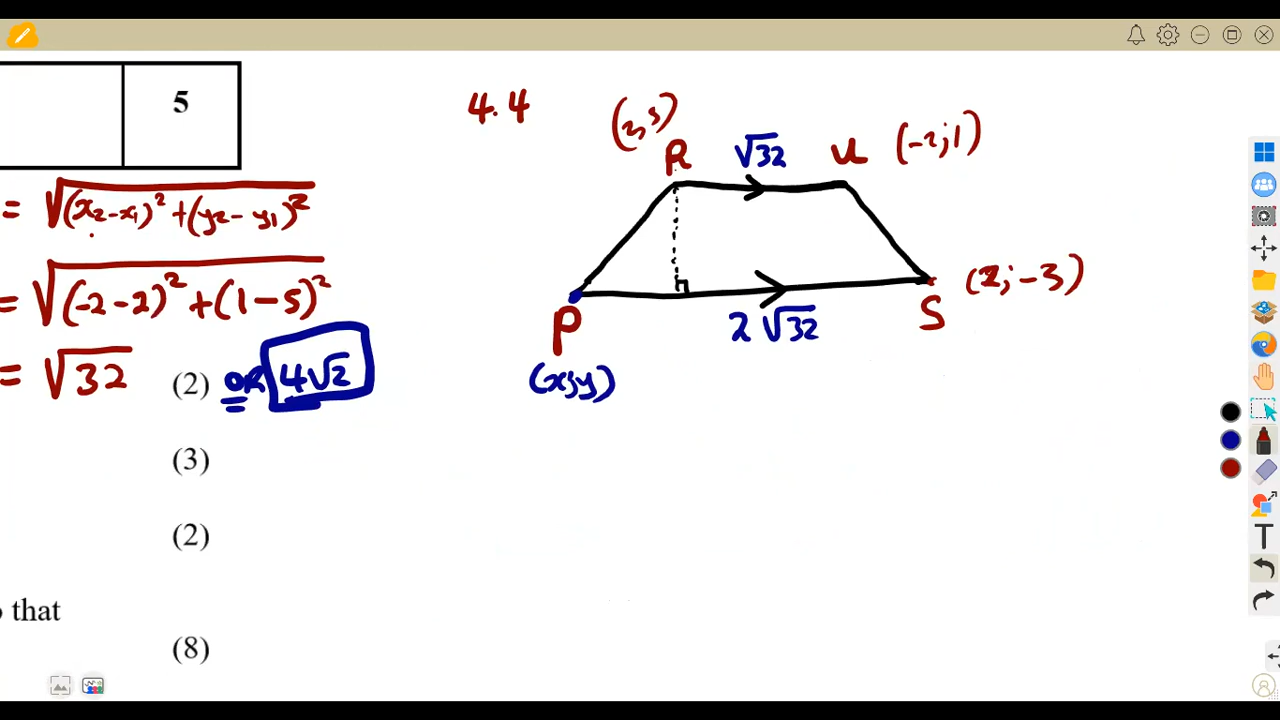 5
4.4
(2,5)
R
√32
U
(-2;1)
= √(x₂-x₁)² + (y₂-y₁)²
= √(-2-2)² + (1-5)²
= √32
(2) OR 4√2
P
2√32
S
(2;-3)
(x;y)
(3)
(2)
that
(8)
T